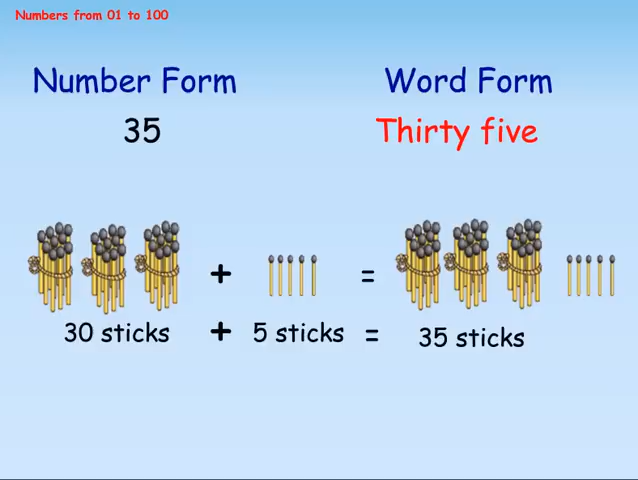 Numbers from 01 to 100
Number Form Word Form
35 Thirty five
+ =
30 sticks + 5 sticks = 35 sticks